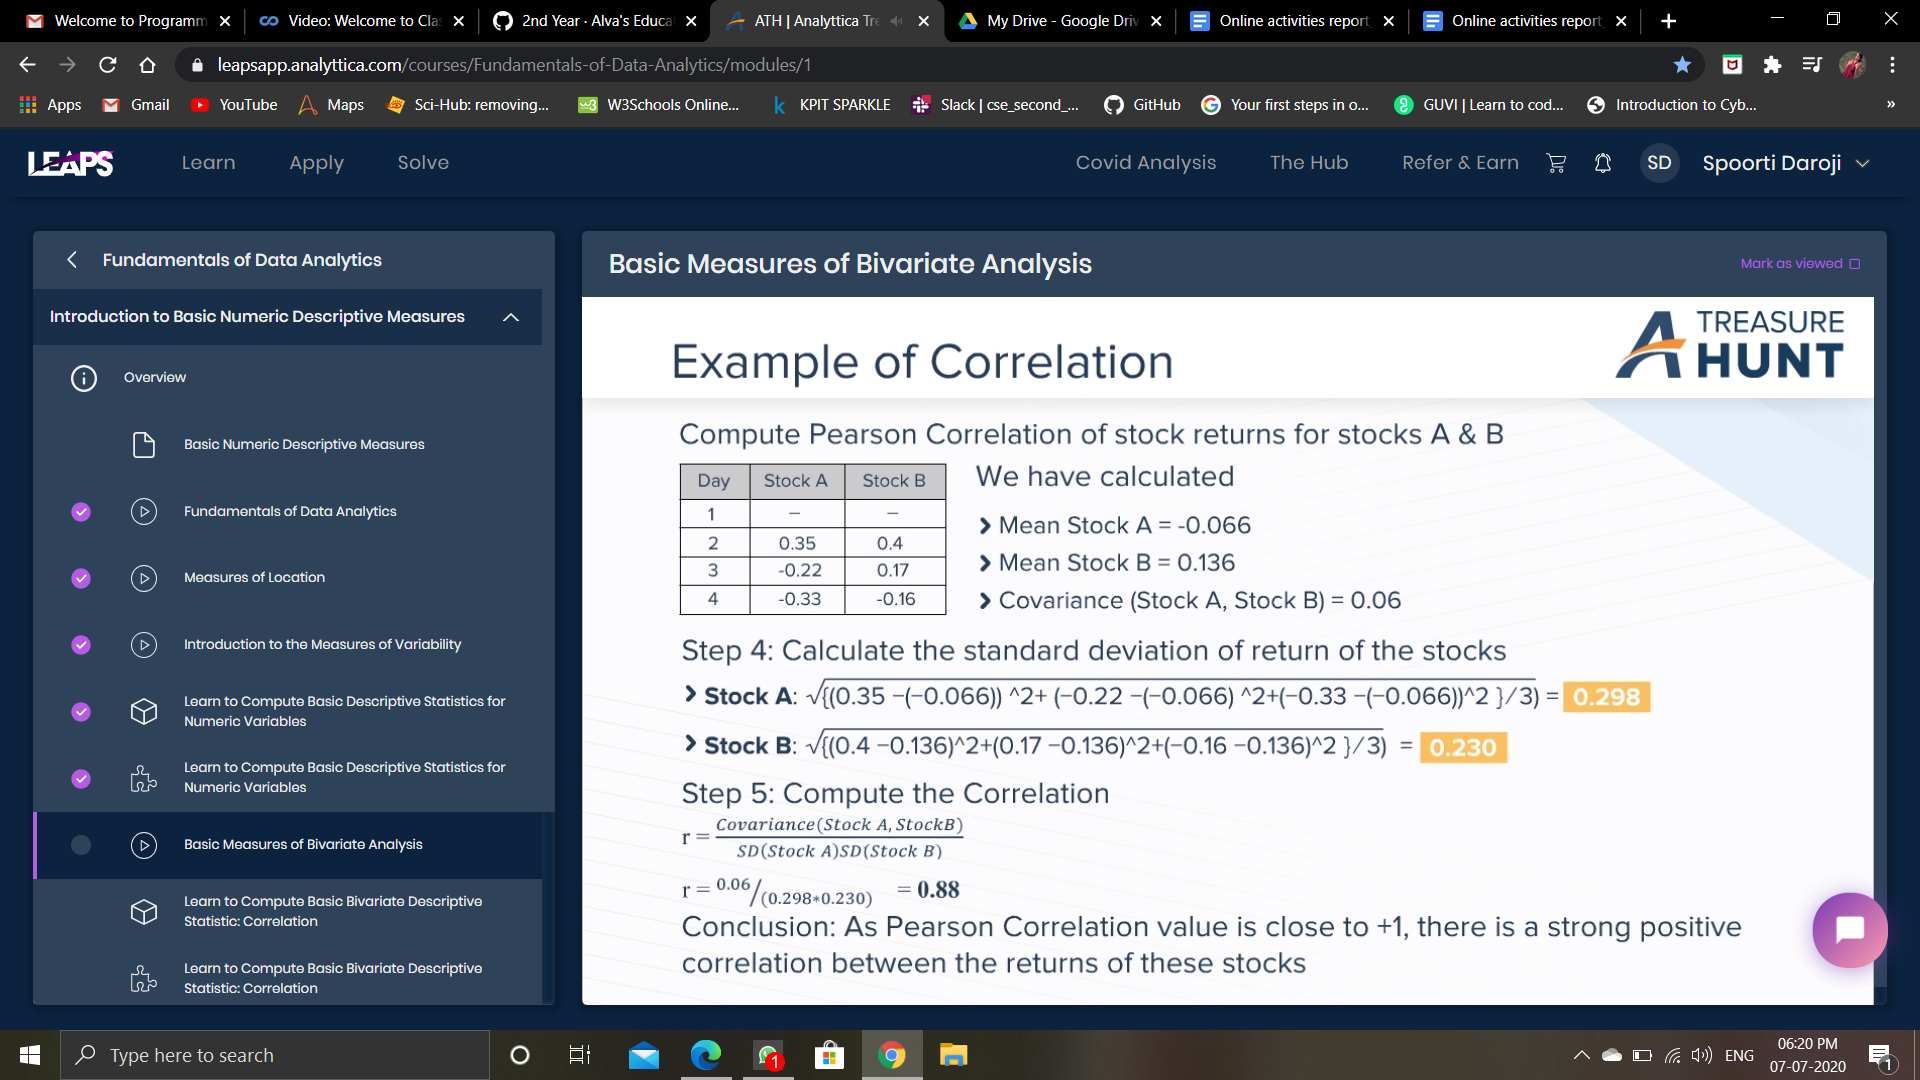 Welcome to Programm
Video: Welcome to Clas
2nd Year · Alva's Educat
ATH | Analyttica Tre
My Drive - Google Driv
Online activities report
Online activities report
leapsapp.analyttica.com/courses/Fundamentals-of-Data-Analytics/modules/1
Apps
Gmail
YouTube
Maps
Sci-Hub: removing...
W3Schools Online...
KPIT SPARKLE
Slack | cse_second_...
GitHub
Your first steps in o...
GUVI | Learn to cod...
Introduction to Cyb...
»
LEAPS
Learn
Apply
Solve
Covid Analysis
The Hub
Refer & Earn
SD
Spoorti Daroji
Fundamentals of Data Analytics
Introduction to Basic Numeric Descriptive Measures
Overview
Basic Numeric Descriptive Measures
Fundamentals of Data Analytics
Measures of Location
Introduction to the Measures of Variability
Learn to Compute Basic Descriptive Statistics for
Numeric Variables
Learn to Compute Basic Descriptive Statistics for
Numeric Variables
Basic Measures of Bivariate Analysis
Learn to Compute Basic Bivariate Descriptive
Statistic: Correlation
Learn to Compute Basic Bivariate Descriptive
Statistic: Correlation
Basic Measures of Bivariate Analysis
Mark as viewed
Example of Correlation
TREASURE
HUNT
Compute Pearson Correlation of stock returns for stocks A & B
Day Stock A Stock B
1 – –
2 0.35 0.4
3 -0.22 0.17
4 -0.33 -0.16
We have calculated
Mean Stock A = -0.066
Mean Stock B = 0.136
Covariance (Stock A, Stock B) = 0.06
Step 4: Calculate the standard deviation of return of the stocks
Stock A: √{(0.35 −(−0.066)) ^2+ (−0.22 −(−0.066) ^2+(−0.33 −(−0.066))^2 }/3) = 0.298
Stock B: √{(0.4 −0.136)^2+(0.17 −0.136)^2+(−0.16 −0.136)^2 }/3) = 0.230
Step 5: Compute the Correlation
r = Covariance(Stock A, StockB)
SD(Stock A)SD(Stock B)
r = 0.06/(0.298*0.230) = 0.88
Conclusion: As Pearson Correlation value is close to +1, there is a strong positive
correlation between the returns of these stocks
Type here to search
1
ENG
06:20 PM
07-07-2020
1